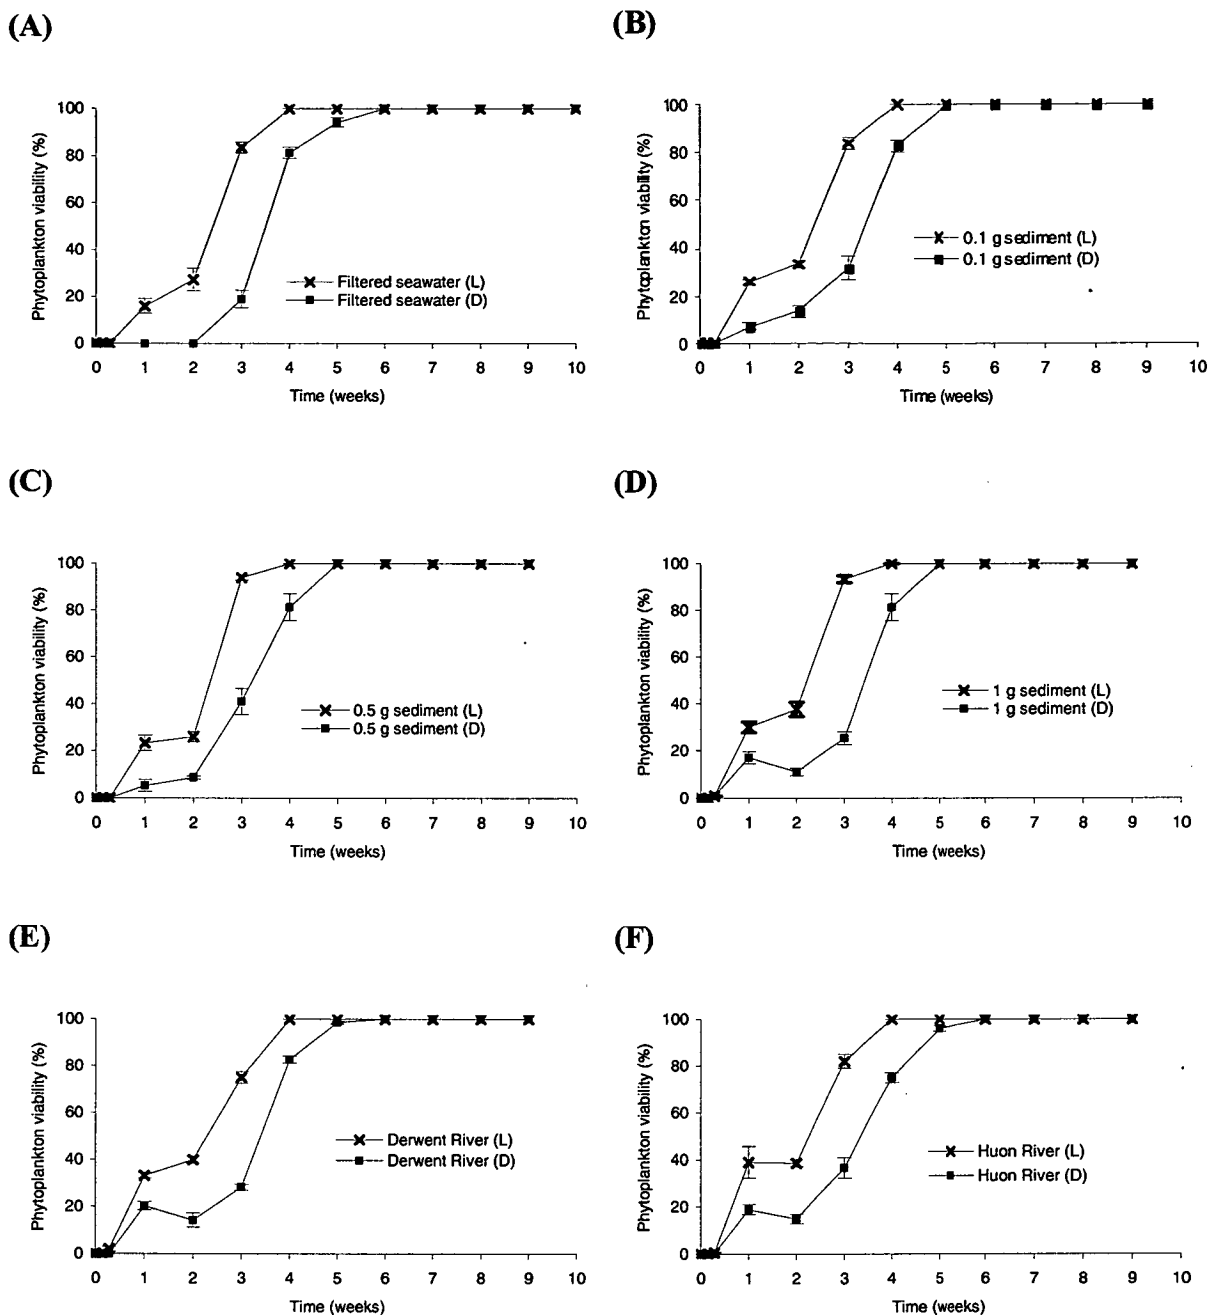 (A)
Phytoplankton viability (%)
100
80
60
40
20
0
Filtered seawater (L)
Filtered seawater (D)
0 1 2 3 4 5 6 7 8 9 10
Time (weeks)
(B)
Phytoplankton viability (%)
100
80
60
40
20
0
0.1 g sediment (L)
0.1 g sediment (D)
0 1 2 3 4 5 6 7 8 9 10
Time (weeks)
(C)
Phytoplankton viability (%)
100
80
60
40
20
0
0.5 g sediment (L)
0.5 g sediment (D)
0 1 2 3 4 5 6 7 8 9 10
Time (weeks)
(D)
Phytoplankton viability (%)
100
80
60
40
20
0
1 g sediment (L)
1 g sediment (D)
0 1 2 3 4 5 6 7 8 9 10
Time (weeks)
(E)
Phytoplankton viability (%)
100
80
60
40
20
0
Derwent River (L)
Derwent River (D)
0 1 2 3 4 5 6 7 8 9 10
Time (weeks)
(F)
Phytoplankton viability (%)
100
80
60
40
20
0
Huon River (L)
Huon River (D)
0 1 2 3 4 5 6 7 8 9 10
Time (weeks)